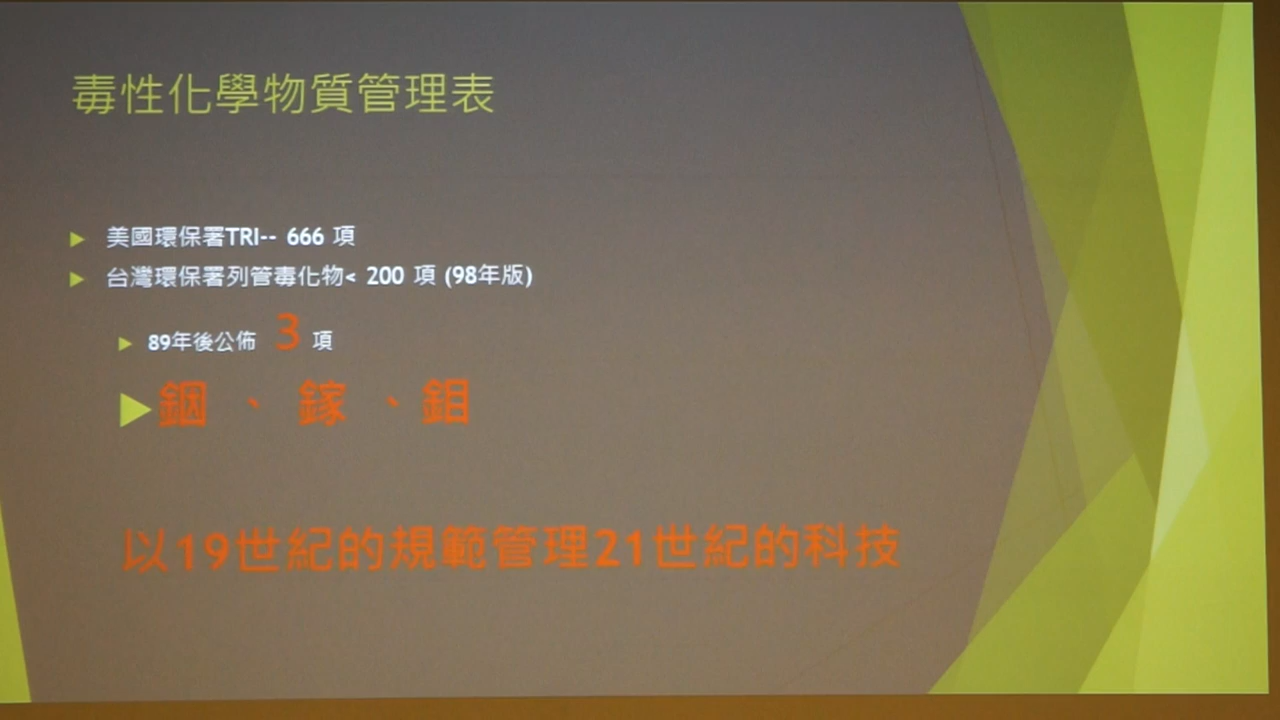 毒性化學物質管理表
美國環保署TRI-- 666 項
台灣環保署列管毒化物< 200 項 (98年版)
89年後公佈 3 項
銦 、 鎵 、鉬
以19世紀的規範管理21世紀的科技